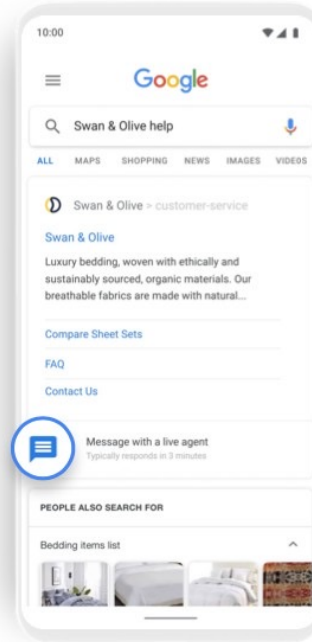 10:00
Google
Swan & Olive help
ALL MAPS SHOPPING NEWS IMAGES VIDEOS
Swan & Olive > customer-service
Swan & Olive
Luxury bedding, woven with ethically and
sustainably sourced, organic materials. Our
breathable fabrics are made with natural...
Compare Sheet Sets
FAQ
Contact Us
Message with a live agent
Typically responds in 3 minutes
PEOPLE ALSO SEARCH FOR
Bedding items list